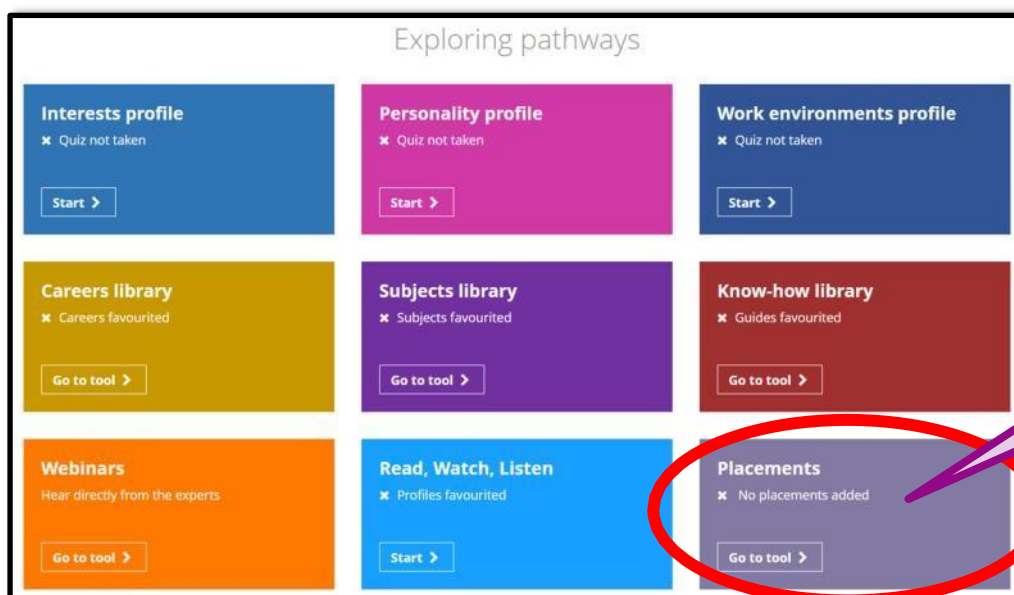 Exploring pathways
Interests profile
✖ Quiz not taken
Start >
Personality profile
✖ Quiz not taken
Start >
Work environments profile
✖ Quiz not taken
Start >
Careers library
✖ Careers favourited
Go to tool >
Subjects library
✖ Subjects favourited
Go to tool >
Know-how library
✖ Guides favourited
Go to tool >
Webinars
Hear directly from the experts
Go to tool >
Read, Watch, Listen
✖ Profiles favourited
Start >
Placements
✖ No placements added
Go to tool >